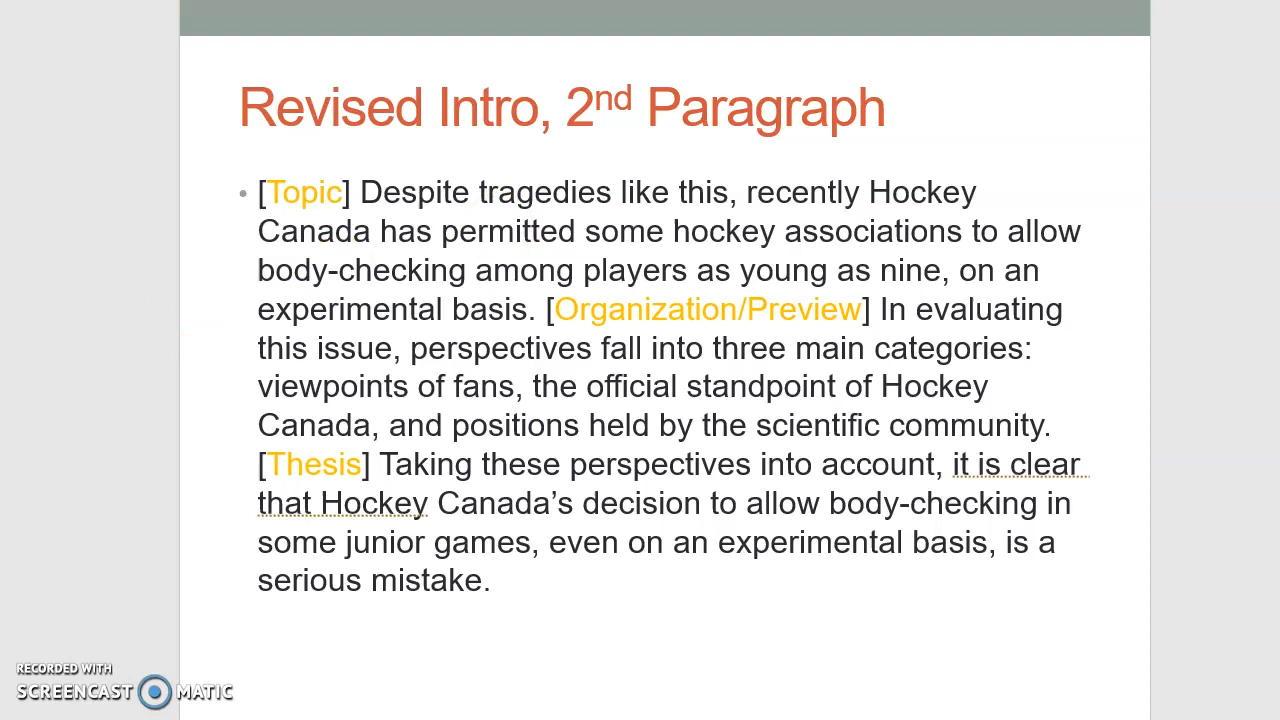 Revised Intro, 2nd Paragraph
• [Topic] Despite tragedies like this, recently Hockey
Canada has permitted some hockey associations to allow
body-checking among players as young as nine, on an
experimental basis. [Organization/Preview] In evaluating
this issue, perspectives fall into three main categories:
viewpoints of fans, the official standpoint of Hockey
Canada, and positions held by the scientific community.
[Thesis] Taking these perspectives into account, it is clear
that Hockey Canada’s decision to allow body-checking in
some junior games, even on an experimental basis, is a
serious mistake.
RECORDED WITH
SCREENCAST MATIC